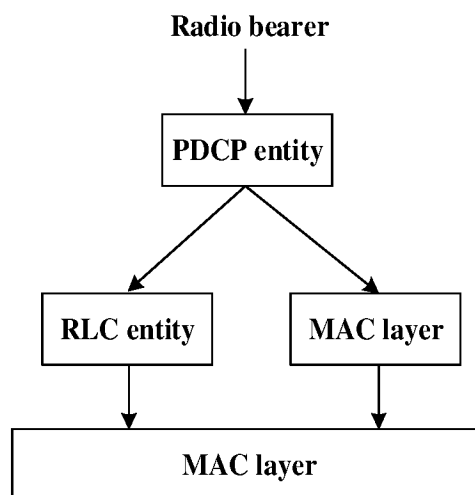 Radio bearer
PDCP entity
RLC entity
MAC layer
MAC layer